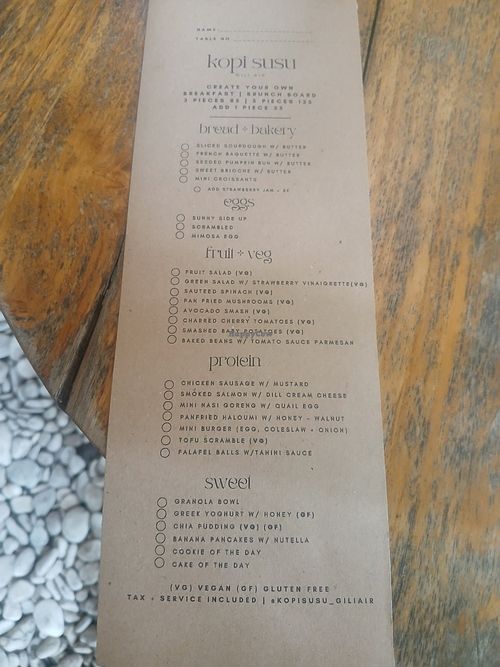 NAME
TABLE NO
kopi susu
GILI AIR
CREATE YOUR OWN
BREAKFAST | BRUNCH BOARD
3 PIECES 85 | 5 PIECES 135
ADD 1 PIECE 25
bread + bakery
SLICED SOURDOUGH W/ BUTTER
FRENCH BAGUETTE W/ BUTTER
SEEDED PUMPKIN BUN W/ BUTTER
SWEET BRIOCHE W/ BUTTER
MINI CROISSANTS
ADD STRAWBERRY JAM + 5K
eggs
SUNNY SIDE UP
SCRAMBLED
MIMOSA EGG
fruit + veg
FRUIT SALAD (VG)
GREEN SALAD W/ STRAWBERRY VINAIGRETTE(VG)
SAUTEED SPINACH (VG)
PAN FRIED MUSHROOMS (VG)
AVOCADO SMASH (VG)
CHARRED CHERRY TOMATOES (VG)
SMASHED BABY POTATOES (VG)
HappyCow
BAKED BEANS W/ TOMATO SAUCE PARMESAN
protein
CHICKEN SAUSAGE W/ MUSTARD
SMOKED SALMON W/ DILL CREAM CHEESE
MINI NASI GORENG W/ QUAIL EGG
PANFRIED HALOUMI W/ HONEY + WALNUT
MINI BURGER (EGG, COLESLAW + ONION)
TOFU SCRAMBLE (VG)
FALAFEL BALLS W/TAHINI SAUCE
sweet
GRANOLA BOWL
GREEK YOGHURT W/ HONEY (GF)
CHIA PUDDING (VG) (GF)
BANANA PANCAKES W/ NUTELLA
COOKIE OF THE DAY
CAKE OF THE DAY
(VG) VEGAN (GF) GLUTEN FREE
TAX + SERVICE INCLUDED | @KOPISUSU_GILIAIR